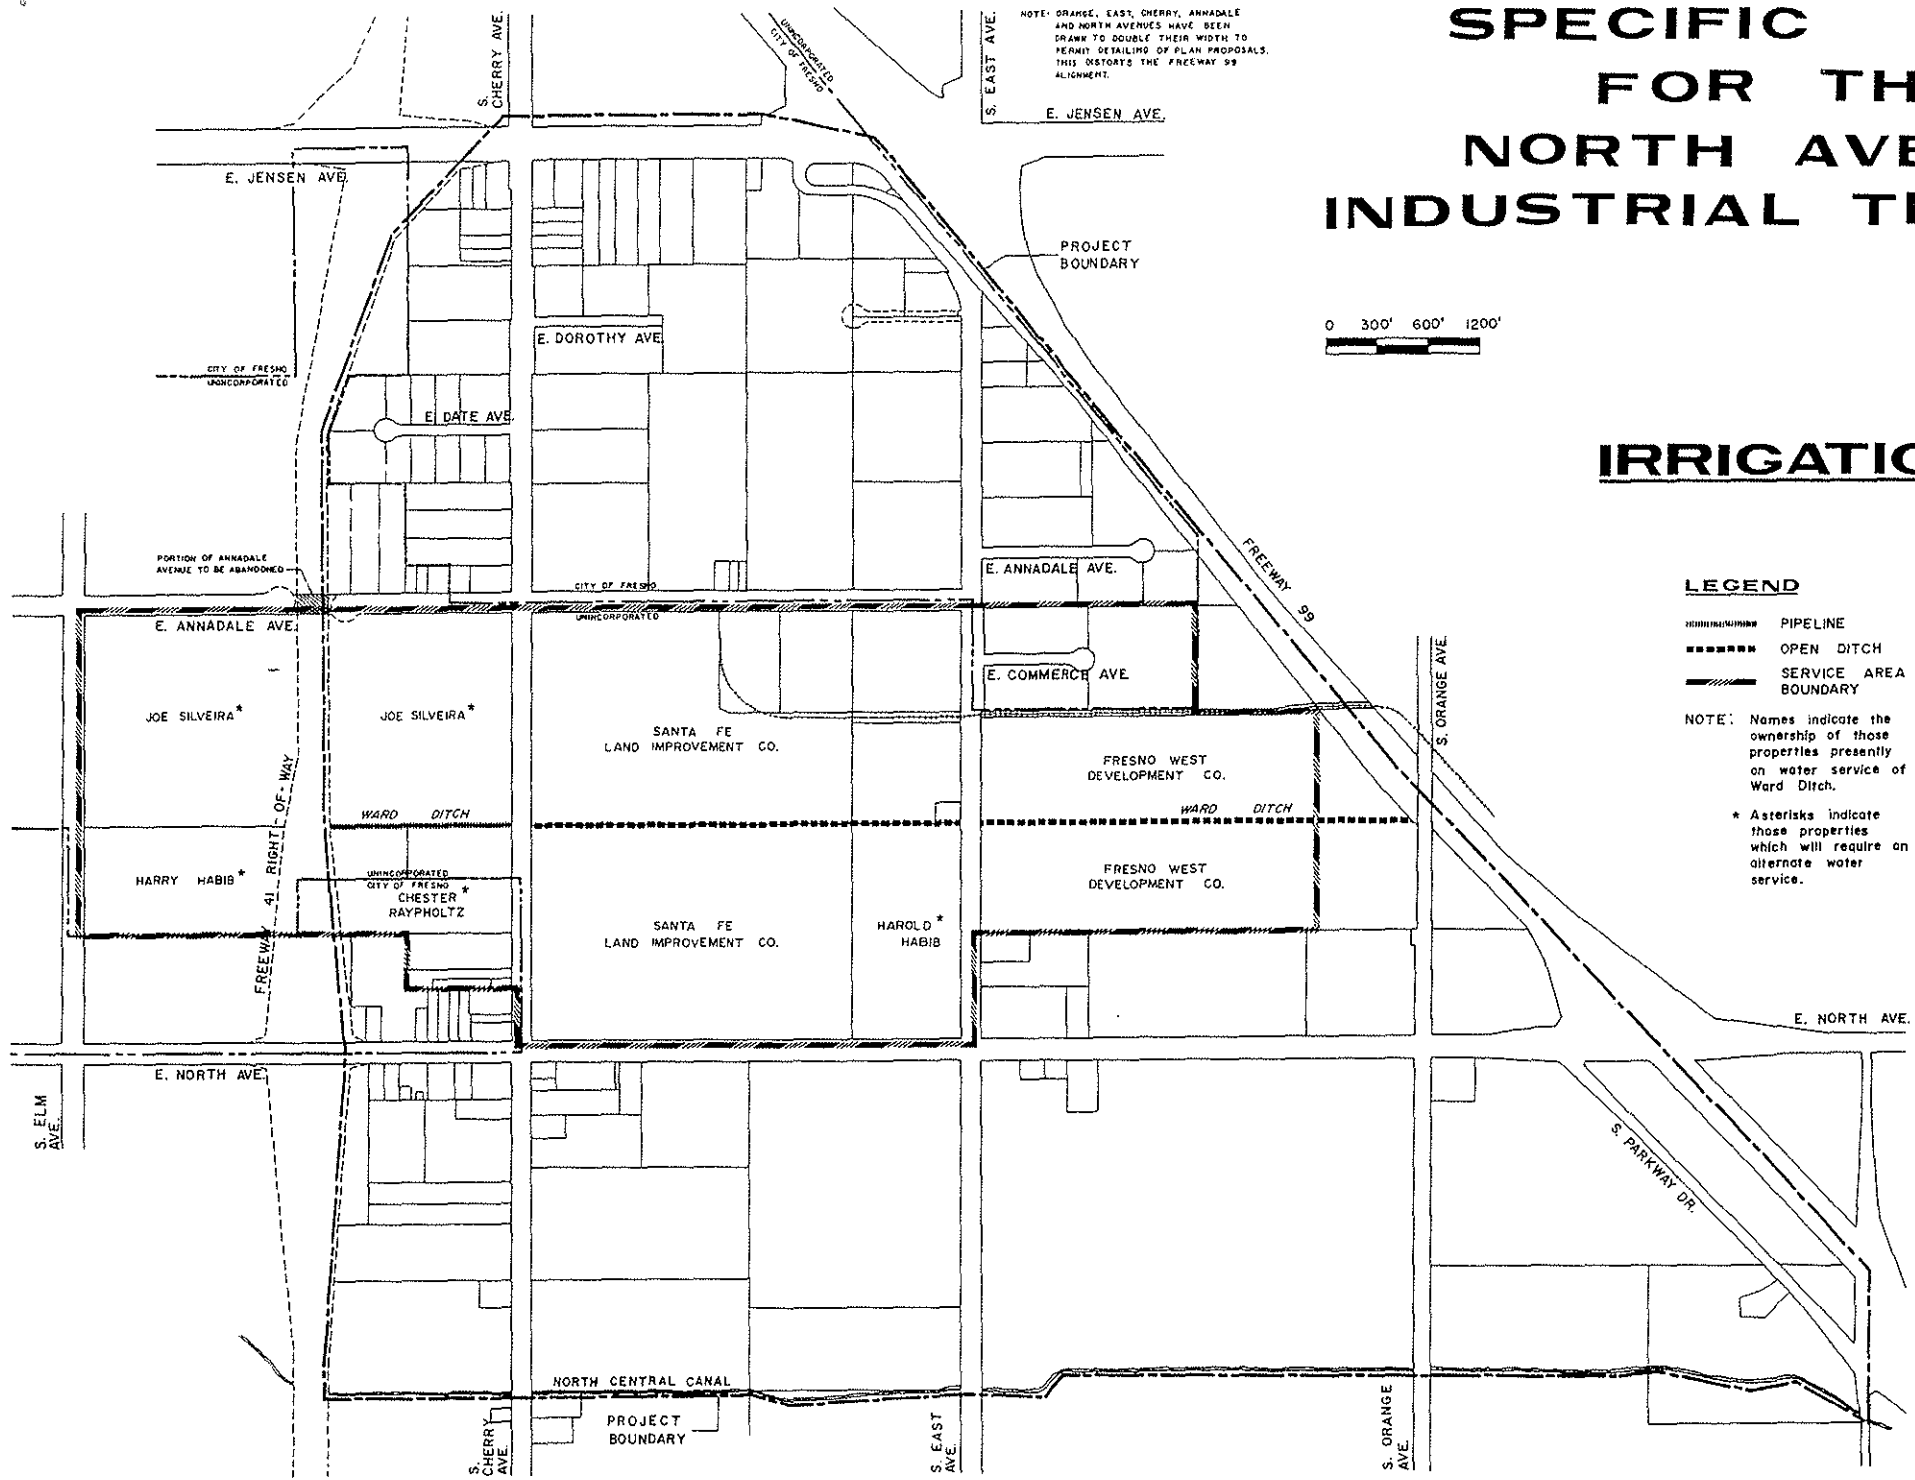 SPECIFIC
FOR TH
NORTH AVE
INDUSTRIAL T
NOTE: ORANGE, EAST, CHERRY, ANNADALE
AND NORTH AVENUES HAVE BEEN
DRAWN TO DOUBLE THEIR WIDTH TO
PERMIT DETAILING OF PLAN PROPOSALS.
THIS DISTORTS THE FREEWAY 99
ALIGNMENT.
S.
CHERRY AVE.
UNINCORPORATED
CITY OF FRESNO
S. EAST AVE.
E. JENSEN AVE.
E. JENSEN AVE.
PROJECT
BOUNDARY
0 300' 600' 1200'
E. DOROTHY AVE.
CITY OF FRESNO
UNINCORPORATED
E. DATE AVE.
IRRIGATIO
PORTION OF ANNADALE
AVENUE TO BE ABANDONED
CITY OF FRESNO
UNINCORPORATED
E. ANNADALE AVE.
FREEWAY 99
E. ANNADALE AVE.
E. COMMERCE AVE.
S. ORANGE AVE.
LEGEND
PIPELINE
OPEN DITCH
SERVICE AREA
BOUNDARY
NOTE: Names indicate the
ownership of those
properties presently
on water service of
Ward Ditch.
* Asterisks indicate
those properties
which will require an
alternate water
service.
JOE SILVEIRA*
JOE SILVEIRA*
SANTA FE
LAND IMPROVEMENT CO.
FRESNO WEST
DEVELOPMENT CO.
WARD DITCH
WARD DITCH
FREEWAY 41 RIGHT-OF-WAY
HARRY HABIB*
UNINCORPORATED
CITY OF FRESNO
CHESTER*
RAYPHOLTZ
FRESNO WEST
DEVELOPMENT CO.
SANTA FE
LAND IMPROVEMENT CO.
HAROLD*
HABIB
E. NORTH AVE.
E. NORTH AVE.
S. ELM
AVE.
S. PARKWAY DR.
NORTH CENTRAL CANAL
PROJECT
BOUNDARY
S.
CHERRY
AVE.
S. EAST
AVE.
S. ORANGE
AVE.